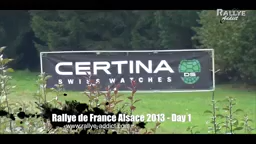 RALLYE
Addict
CERTINA
SWISS WATCHES
DS
Rallye de France Alsace 2013 - Day 1
www.rallye-addict.com